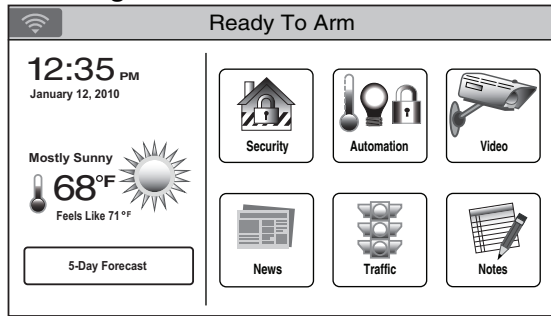 Ready To Arm
12:35 PM
January 12, 2010
Mostly Sunny
68°F
Feels Like 71°F
5-Day Forecast
Security
Automation
Video
News
Traffic
Notes